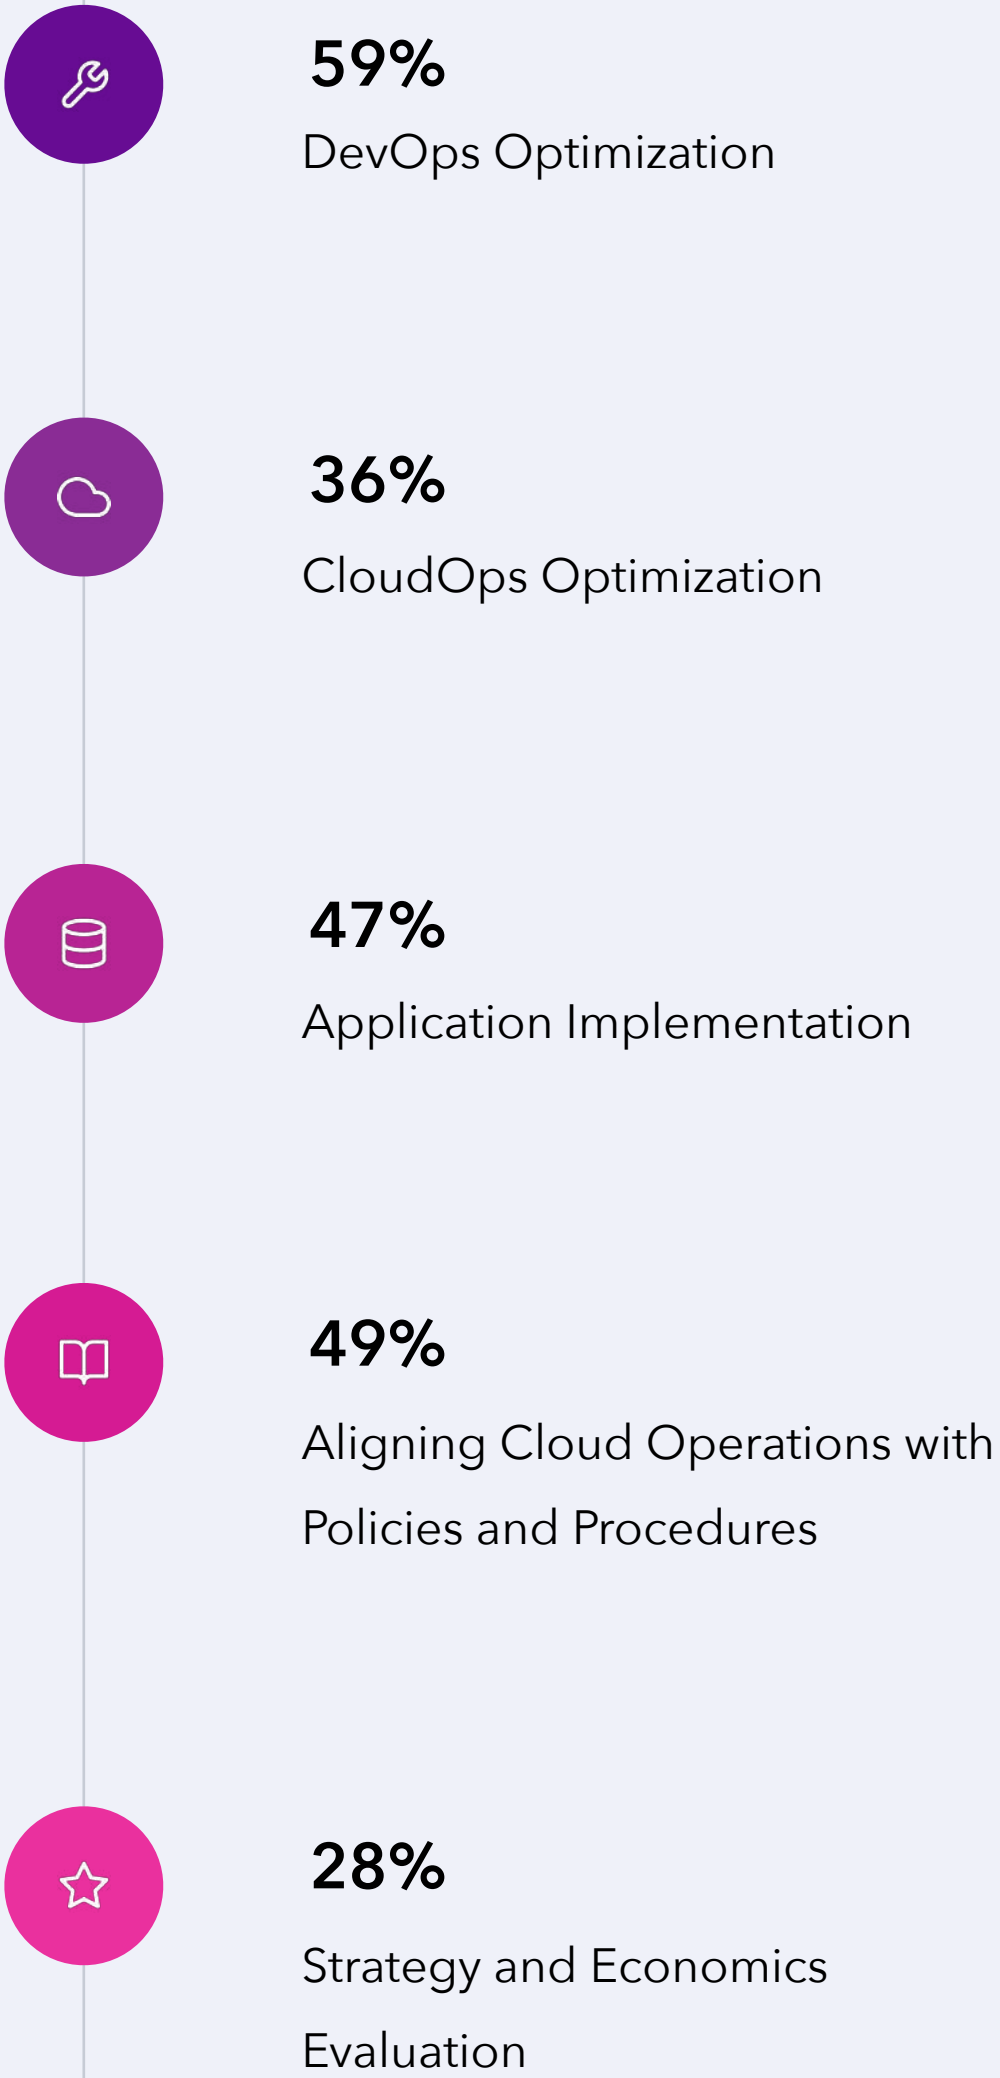 59%
DevOps Optimization
36%
CloudOps Optimization
47%
Application Implementation
49%
Aligning Cloud Operations with
Policies and Procedures
28%
Strategy and Economics
Evaluation